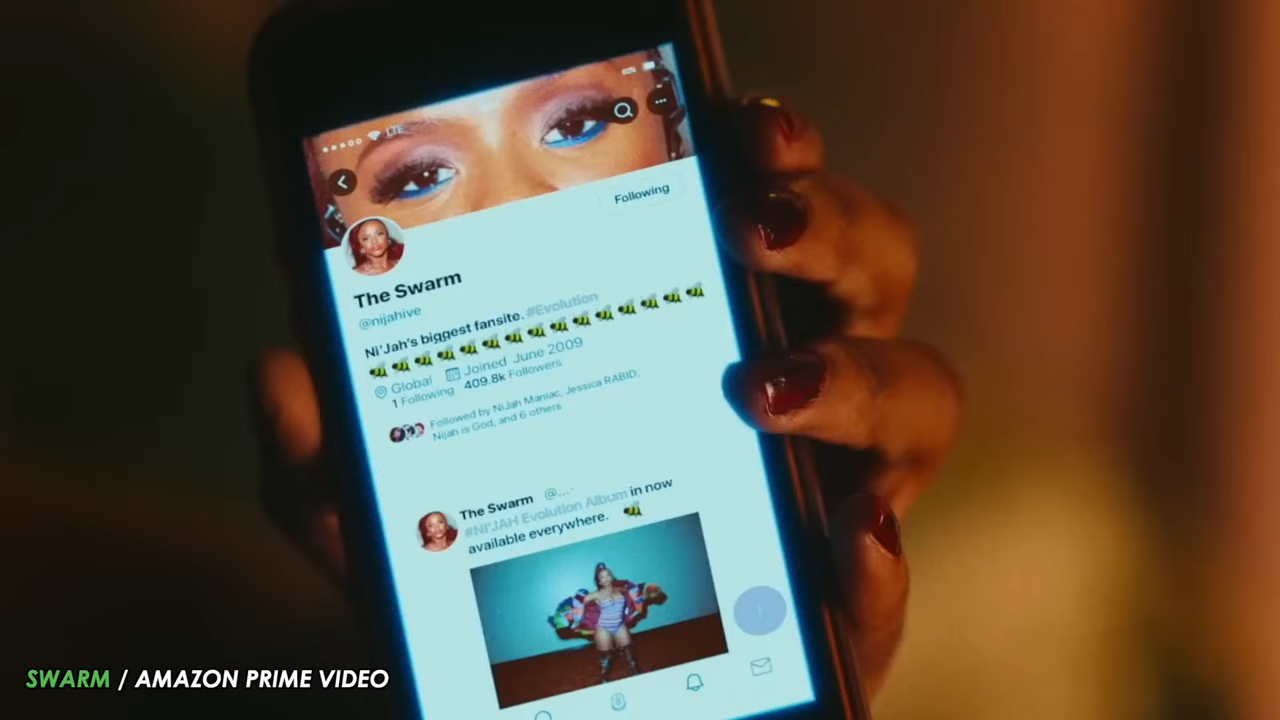 LTE
Following
The Swarm
@nijahive
Ni'Jah's biggest fansite. #Evolution
Global Joined June 2009
1 Following 409.8k Followers
Followed by NiJah Maniac, Jessica RABID,
Nijah is God, and 6 others
The Swarm @...
#NI'JAH Evolution Album in now
available everywhere.
SWARM / AMAZON PRIME VIDEO